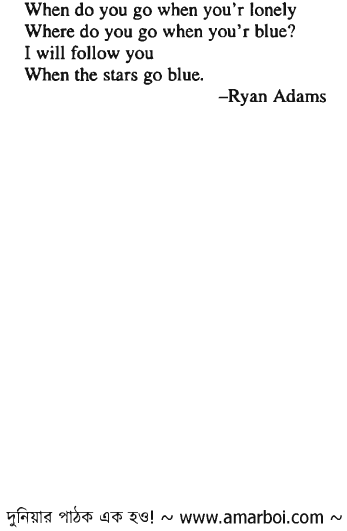 When do you go when you'r lonely
Where do you go when you'r blue?
I will follow you
When the stars go blue.
–Ryan Adams
দুনিয়ার পাঠক এক হও! ~ www.amarboi.com ~